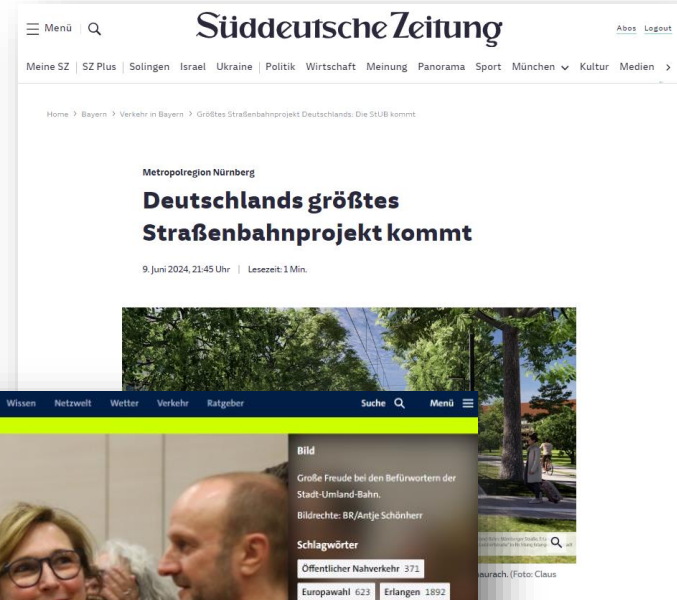 Menü
Süddeutsche Zeitung
Abos Logout
Meine SZ | SZ Plus | Solingen Israel Ukraine | Politik Wirtschaft Meinung Panorama Sport München Kultur Medien >
Home > Bayern > Verkehr in Bayern > Größtes Straßenbahnprojekt Deutschlands: Die StUB kommt
Metropolregion Nürnberg
Deutschlands größtes
Straßenbahnprojekt kommt
9. Juni 2024, 21:45 Uhr | Lesezeit: 1 Min.
Wissen Netzwelt Wetter Verkehr Ratgeber Suche Menü
Bild
Große Freude bei den Befürwortern der
Stadt-Umland-Bahn.
Bildrechte: BR/Antje Schönherr
Schlagwörter
Öffentlicher Nahverkehr 371
Europawahl 623 Erlangen 1892
aurach. (Foto: Claus